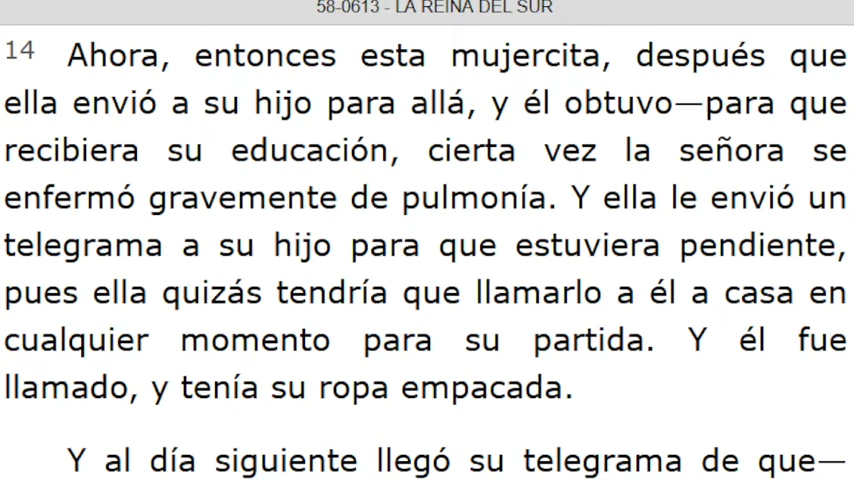 58-0613 - LA REINA DEL SUR
14 Ahora, entonces esta mujercita, después que
ella envió a su hijo para allá, y él obtuvo—para que
recibiera su educación, cierta vez la señora se
enfermó gravemente de pulmonía. Y ella le envió un
telegrama a su hijo para que estuviera pendiente,
pues ella quizás tendría que llamarlo a él a casa en
cualquier momento para su partida. Y él fue
llamado, y tenía su ropa empacada.
Y al día siguiente llegó su telegrama de que—